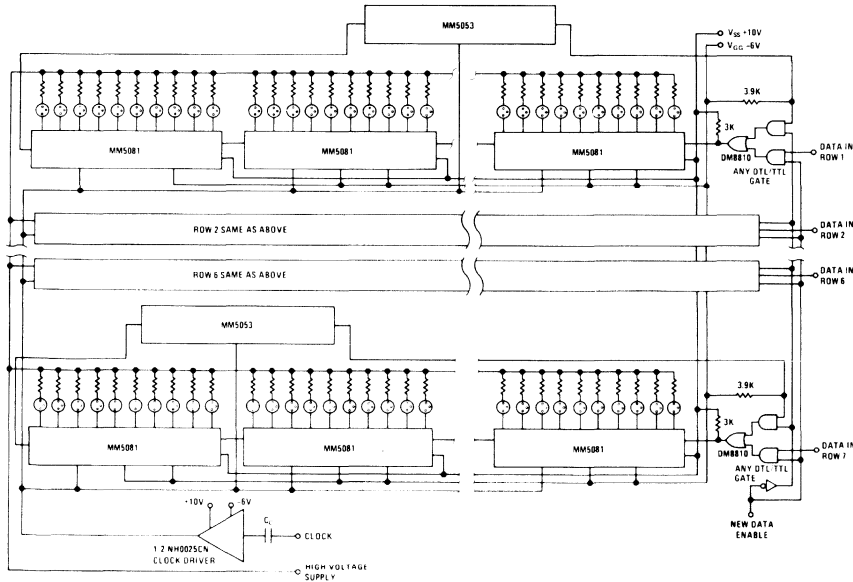 MM5053
VSS +10V
VGG -6V
3.9K
3K
MM5081
MM5081
MM5081
DM8810
ANY DTL/TTL
GATE
DATA IN
ROW 1
ROW 2 SAME AS ABOVE
DATA IN
ROW 2
ROW 6 SAME AS ABOVE
DATA IN
ROW 6
MM5053
3.9K
3K
MM5081
MM5081
MM5081
DM8810
ANY DTL/TTL
GATE
DATA IN
ROW 7
+10V
-6V
CL
CLOCK
1 2 NH0025CN
CLOCK DRIVER
NEW DATA
ENABLE
HIGH VOLTAGE
SUPPLY